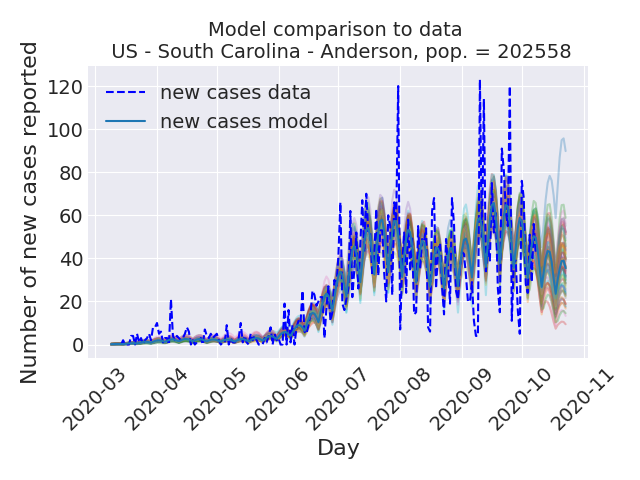 Model comparison to data
US - South Carolina - Anderson, pop. = 202558
Number of new cases reported
120
100
80
60
40
20
0
new cases data
new cases model
2020-03
2020-04
2020-05
2020-06
2020-07
2020-08
2020-09
2020-10
2020-11
Day